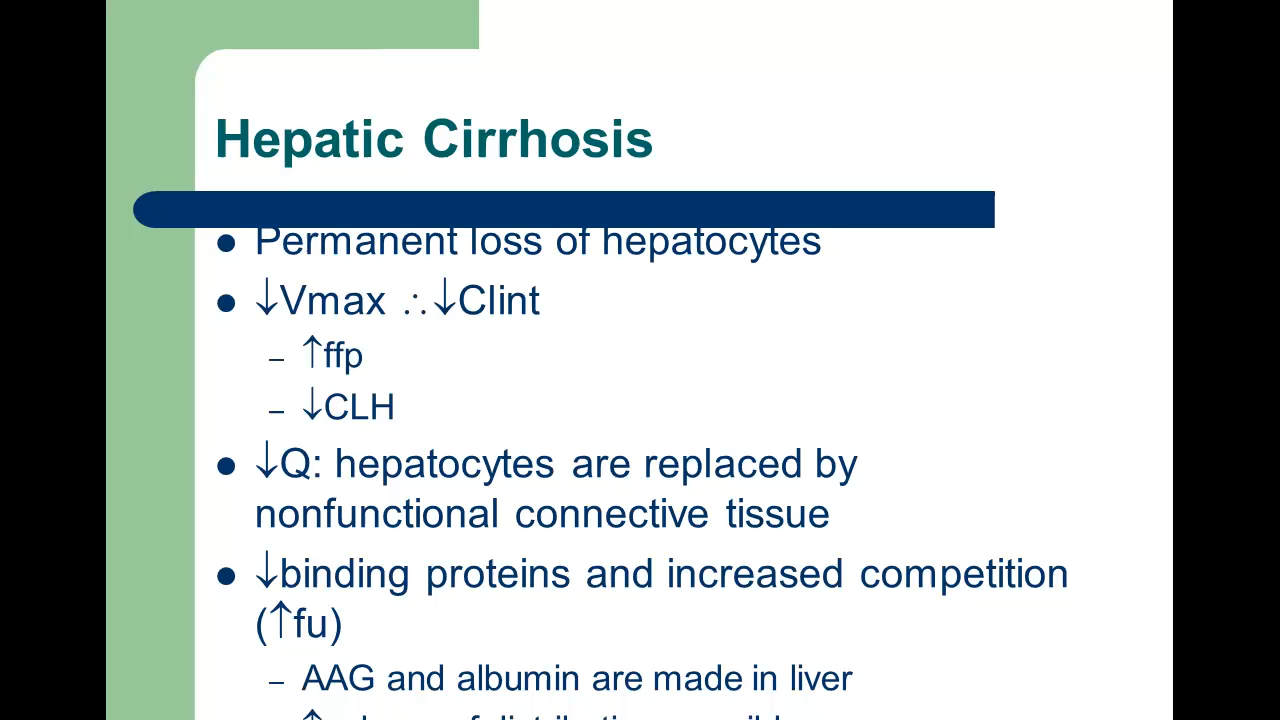 Hepatic Cirrhosis
● Permanent loss of hepatocytes
● ↓Vmax ∴↓Clint
– ↑ffp
– ↓CLH
● ↓Q: hepatocytes are replaced by
nonfunctional connective tissue
● ↓binding proteins and increased competition
(↑fu)
– AAG and albumin are made in liver